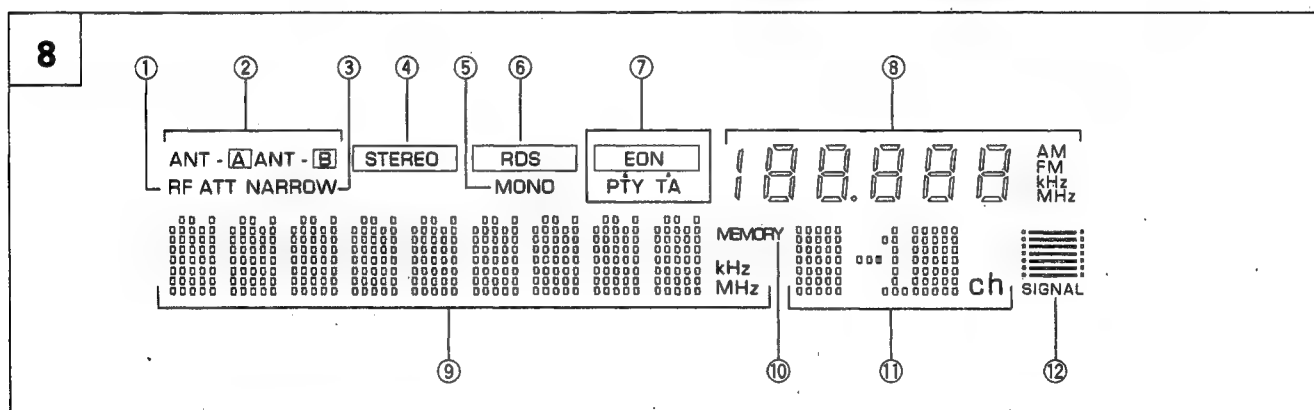 8
① ② ③ ④ ⑤ ⑥ ⑦ ⑧
ANT - A ANT - B STEREO RDS EON 188.888 AM
FM
RF ATT NARROW MONO PTY TA kHz
MHz
MEMORY
kHz
MHz ch SIGNAL
⑨ ⑩ ⑪ ⑫